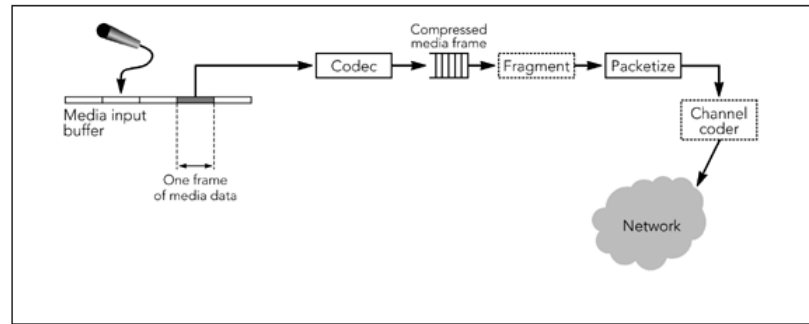 Compressed
media frame
Codec
Fragment
Packetize
Media input
buffer
Channel
coder
One frame
of media data
Network